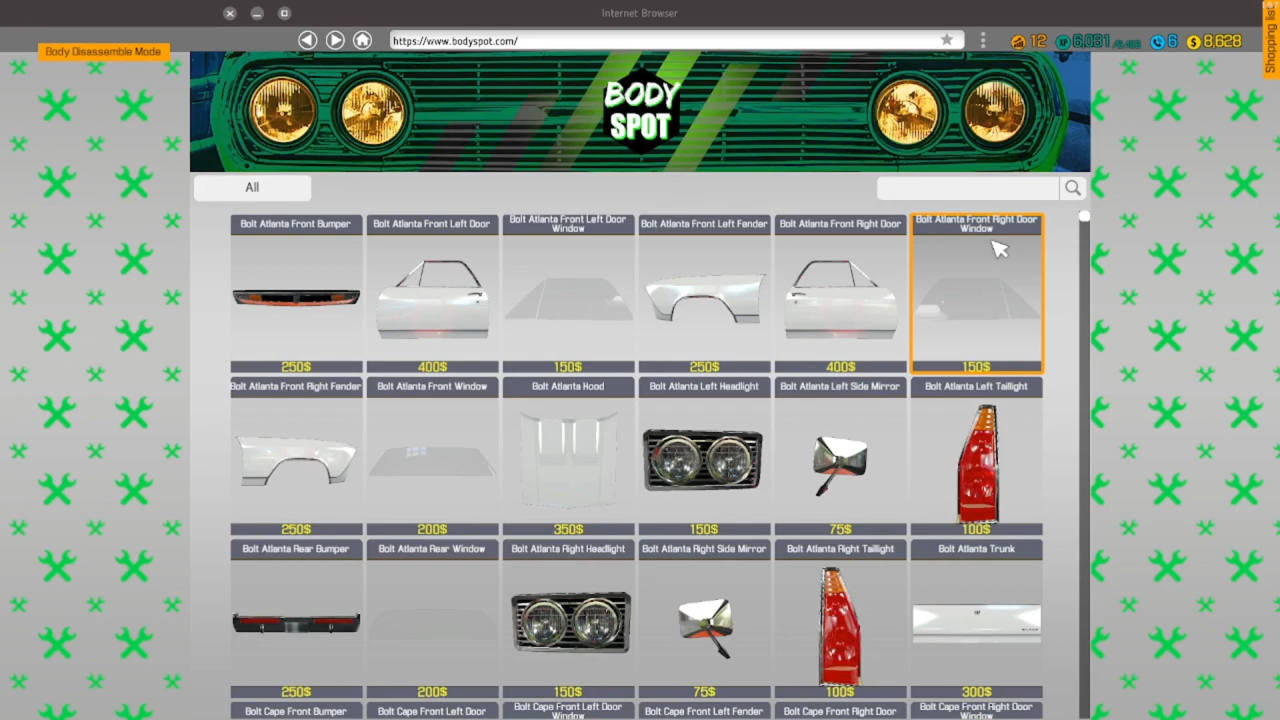 Internet Browser
https://www.bodyspot.com/
Body Disassemble Mode
12
6,031
6
8,628
Shopping list
BODY
SPOT
All
Bolt Atlanta Front Bumper
Bolt Atlanta Front Left Door
Bolt Atlanta Front Left Door
Window
Bolt Atlanta Front Left Fender
Bolt Atlanta Front Right Door
Bolt Atlanta Front Right Door
Window
250$
400$
150$
250$
400$
150$
Bolt Atlanta Front Right Fender
Bolt Atlanta Front Window
Bolt Atlanta Hood
Bolt Atlanta Left Headlight
Bolt Atlanta Left Side Mirror
Bolt Atlanta Left Taillight
250$
200$
350$
150$
75$
100$
Bolt Atlanta Rear Bumper
Bolt Atlanta Rear Window
Bolt Atlanta Right Headlight
Bolt Atlanta Right Side Mirror
Bolt Atlanta Right Taillight
Bolt Atlanta Trunk
250$
200$
150$
75$
100$
300$
Bolt Cape Front Bumper
Bolt Cape Front Left Door
Bolt Cape Front Left Door
Window
Bolt Cape Front Left Fender
Bolt Cape Front Right Door
Bolt Cape Front Right Door
Window